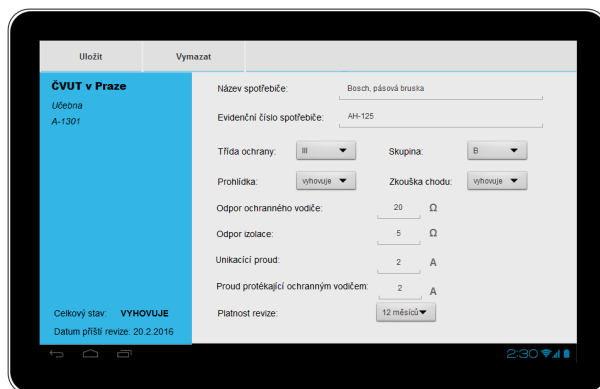 Uložit Vymazat
ČVUT v Praze
Učebna
A-1301
Název spotřebiče: Bosch, pásová bruska
Evidenční číslo spotřebiče: AH-125
Třída ochrany: III Skupina: B
Prohlídka: vyhovuje Zkouška chodu: vyhovuje
Odpor ochranného vodiče: 20 Ω
Odpor izolace: 5 Ω
Unikací proud: 2 A
Proud protékající ochranným vodičem: 2 A
Platnost revize: 12 měsíců
Celkový stav: VYHOVUJE
Datum příští revize: 20.2.2016
2:30